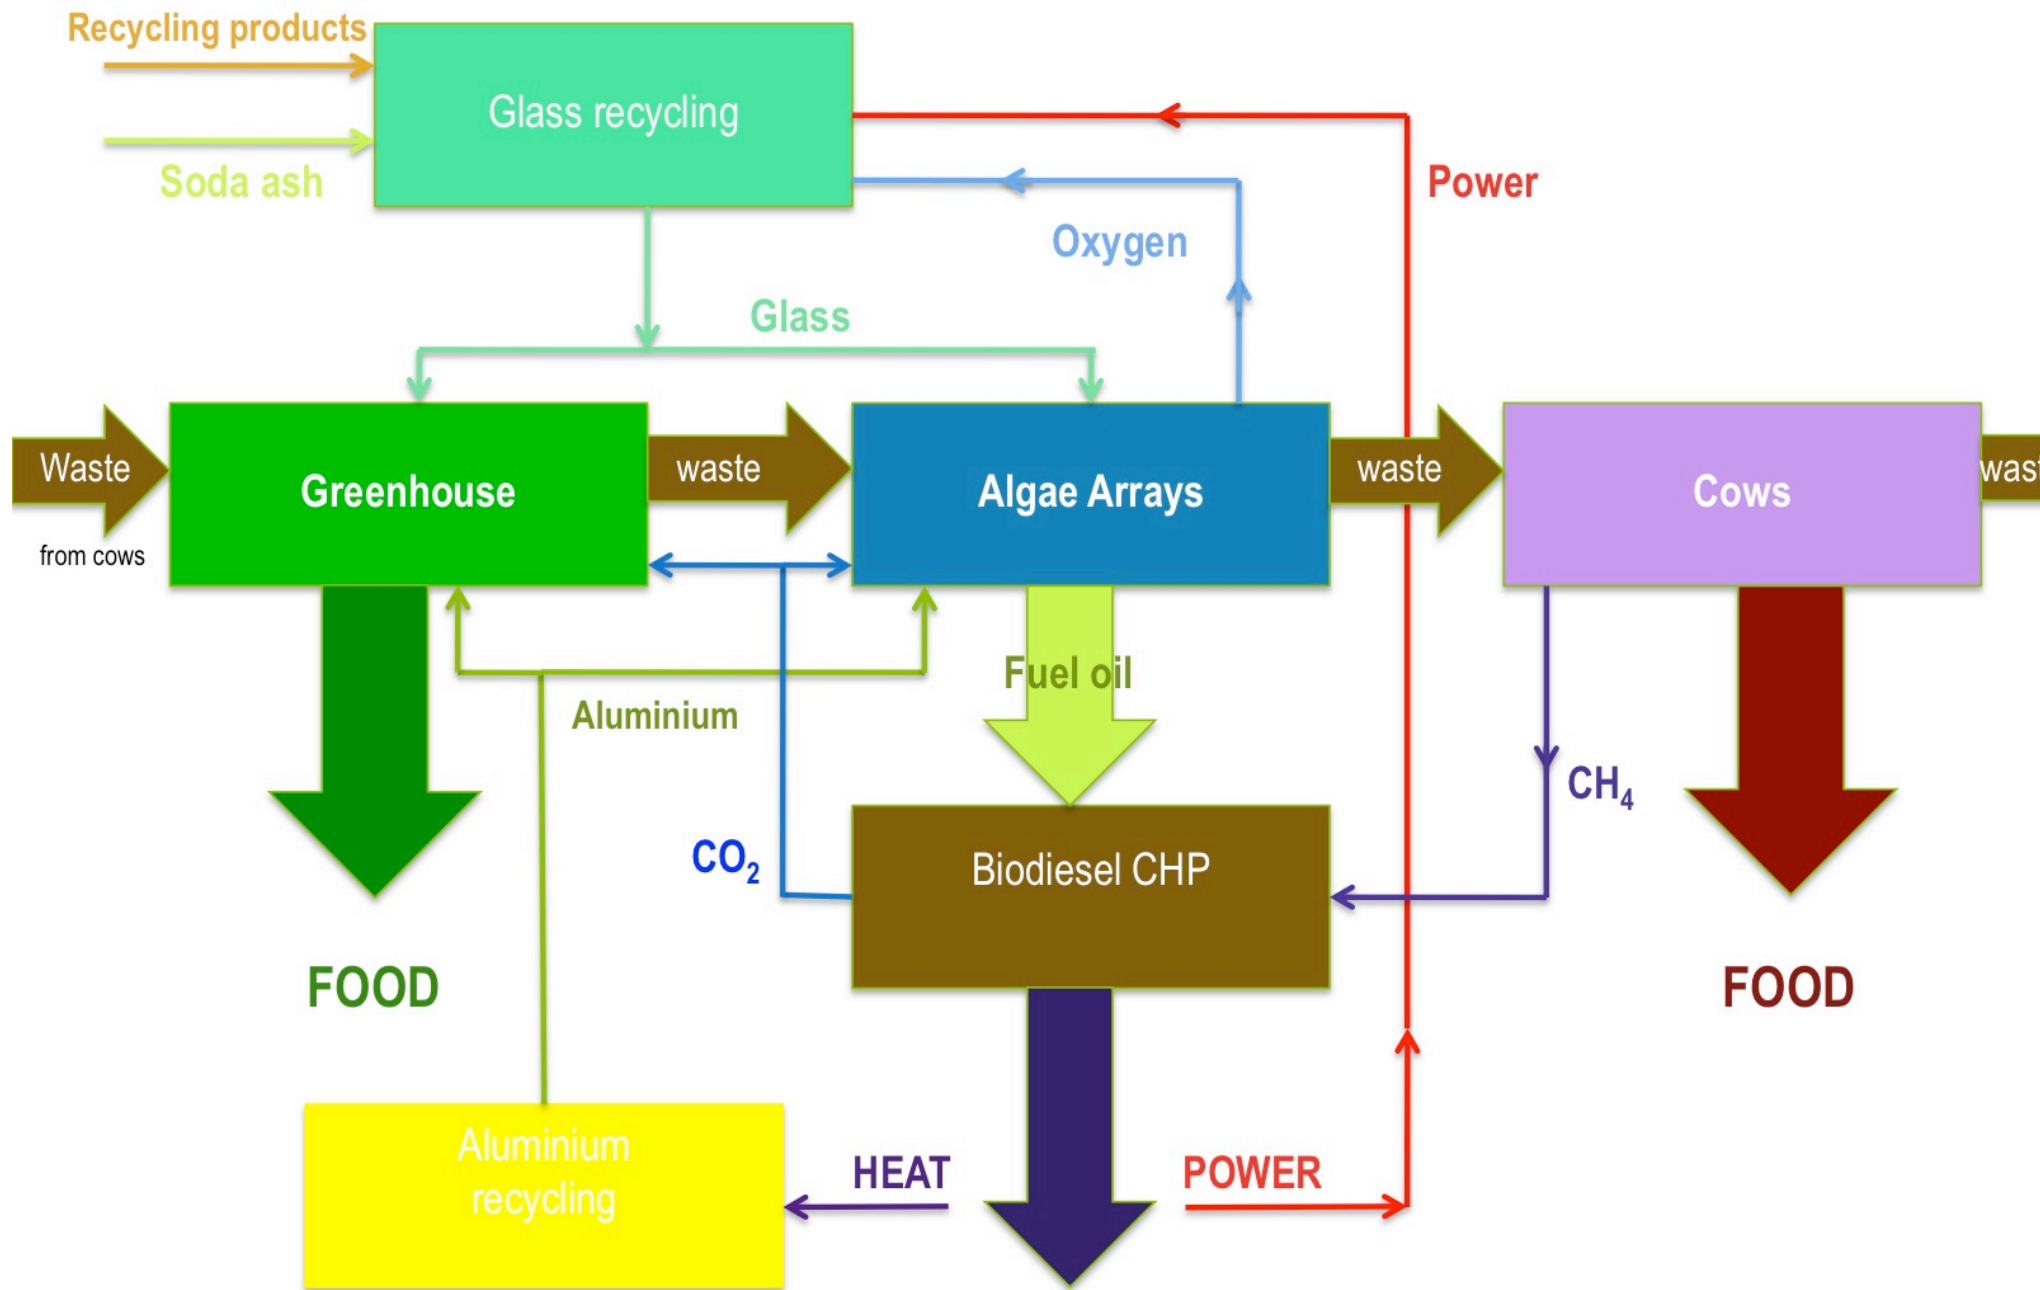 Recycling products
Glass recycling
Soda ash
Power
Oxygen
Glass
Waste
waste
waste
wast
Greenhouse
Algae Arrays
Cows
from cows
Fuel oil
Aluminium
CH₄
CO₂
Biodiesel CHP
FOOD
FOOD
Aluminium
recycling
HEAT
POWER